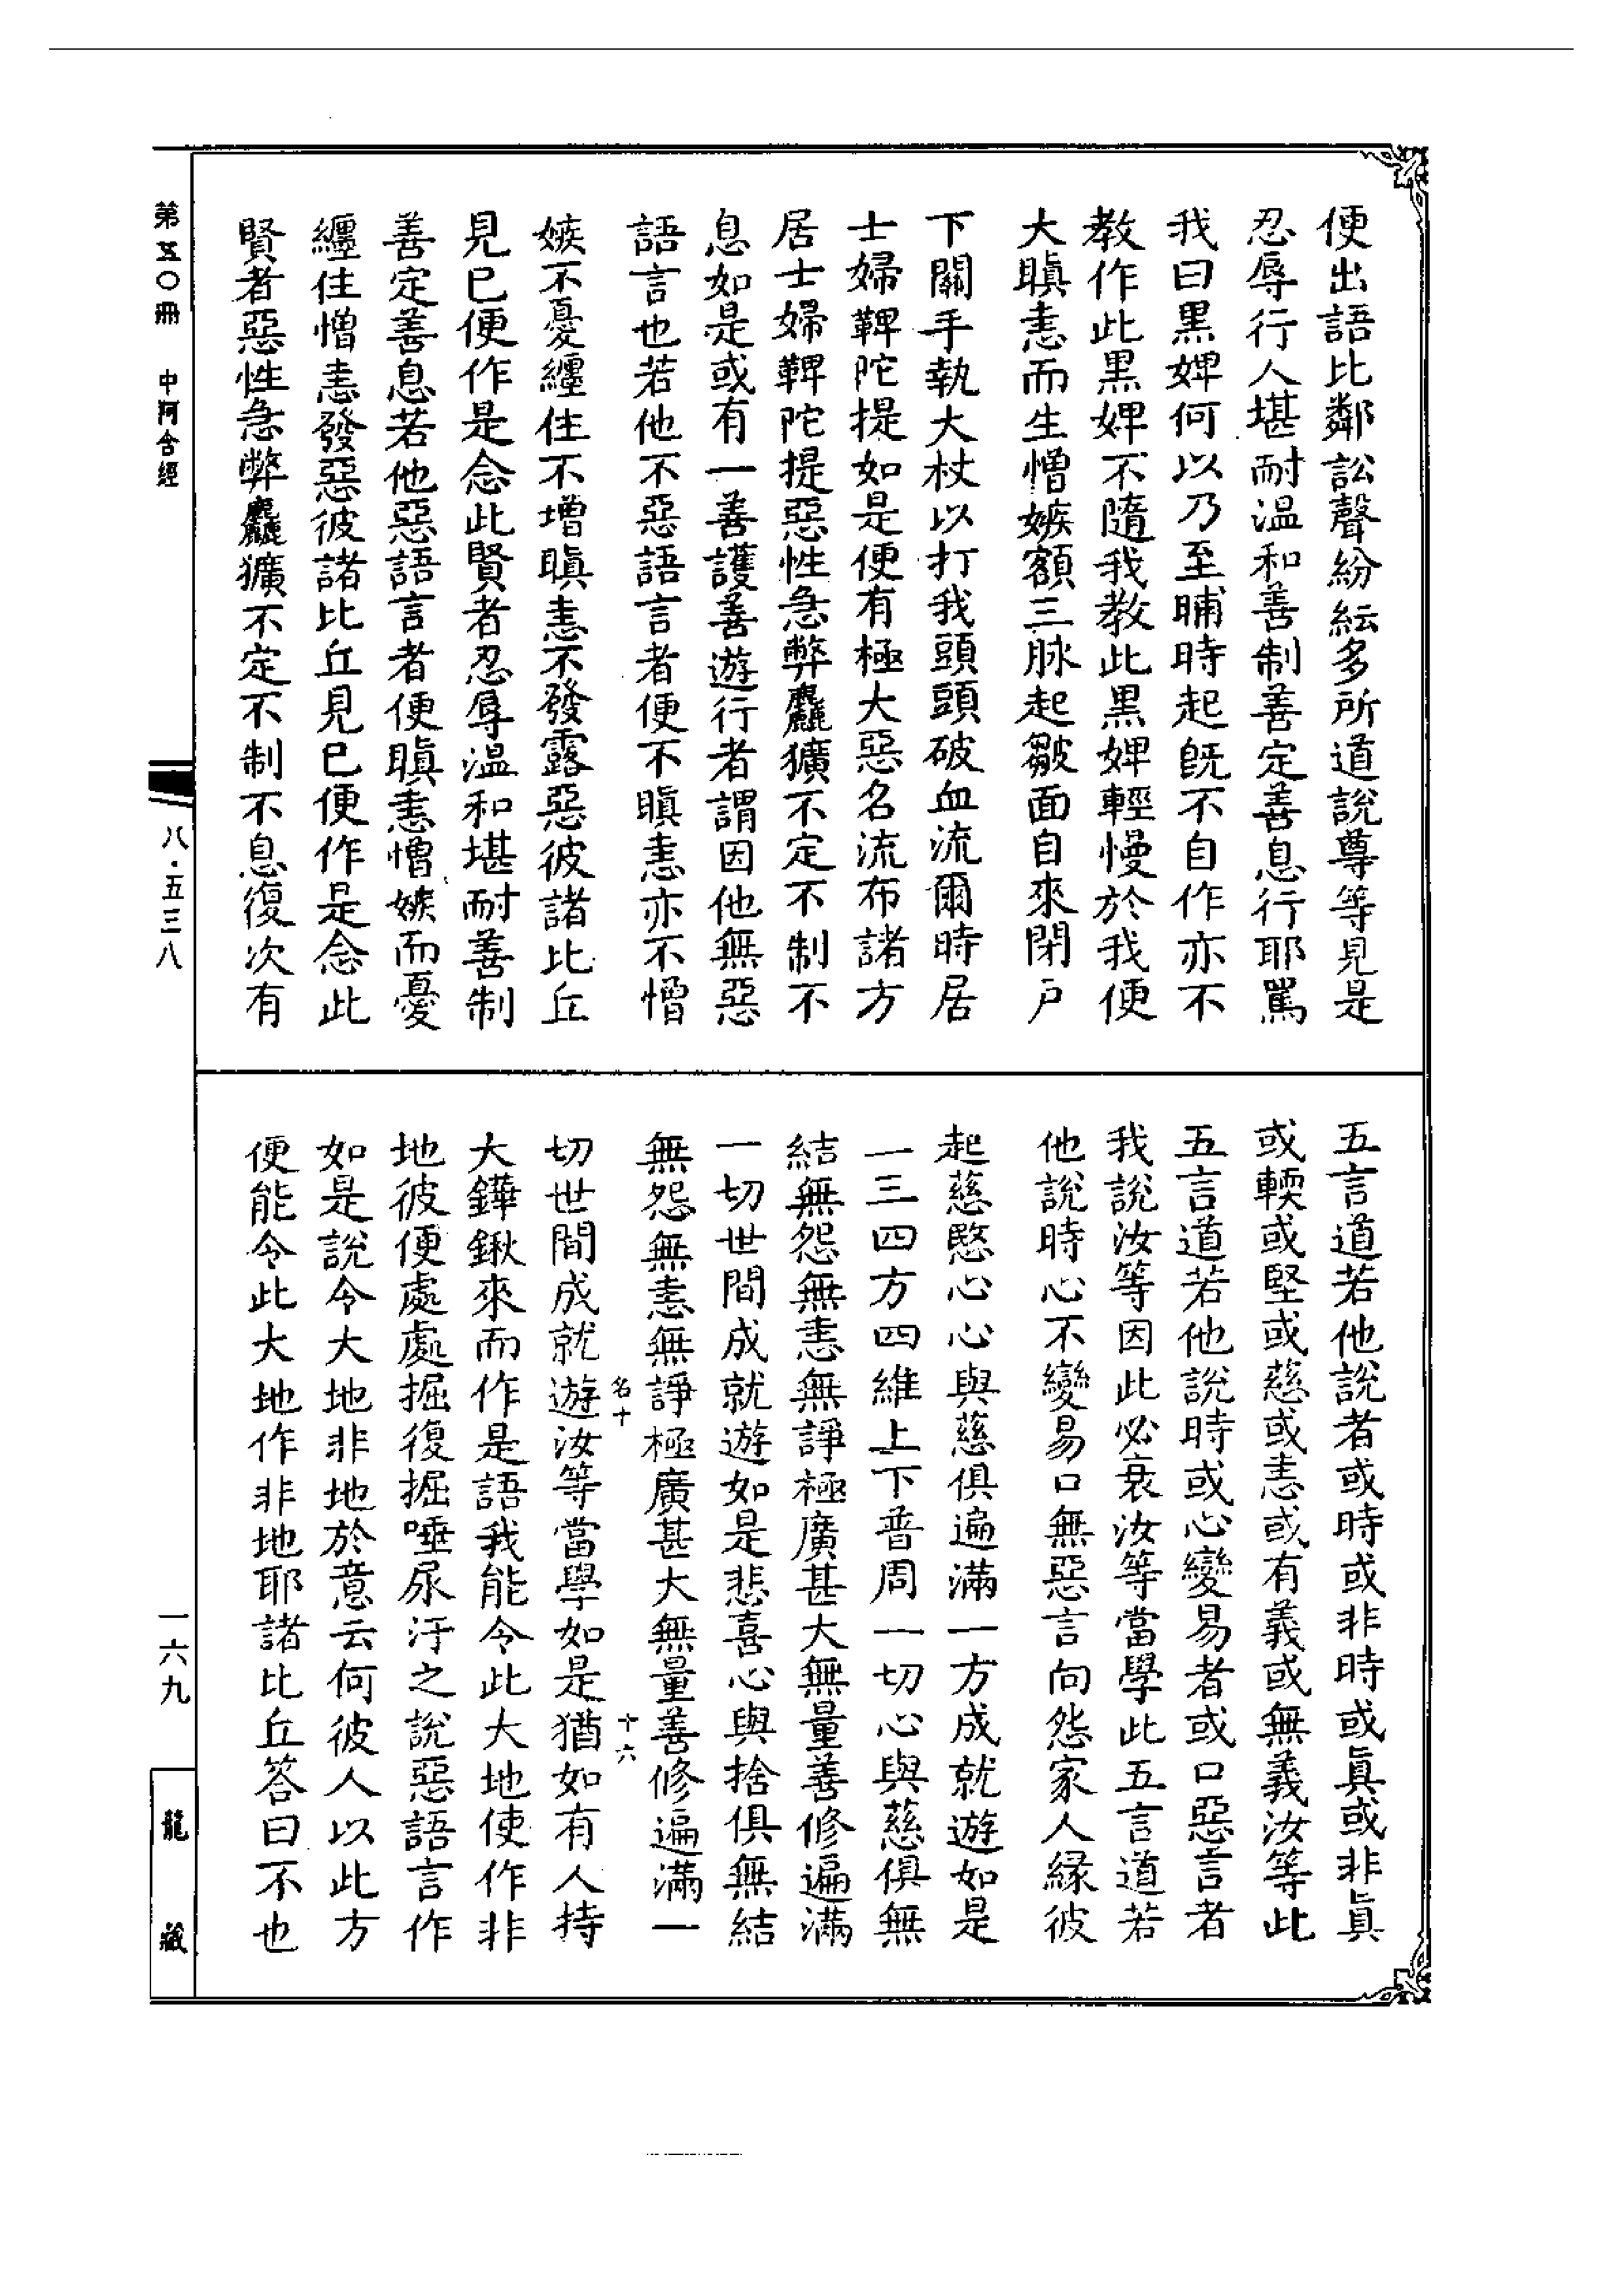 便出語比鄰訟聲紛紜多所道說尊等見是
忍辱行人堪耐溫和善制善定善息行耶罵
我曰黑婢何以乃至晡時起旣不自作亦不
教作此黑婢不隨我教此黑婢輕慢於我便
大瞋恚而生憎嫉額三脉起皺面自來閉戶
下關手執大杖以打我頭頭破血流爾時居
士婦鞞陀提如是便有極大惡名流布諸方
居士婦鞞陀提惡性急弊麤獷不定不制不
息如是或有一善護善遊行者謂因他無惡
語言也若他不惡語言者便不瞋恚亦不憎
嫉不憂纏住不增瞋恚不發露惡彼諸比丘
見已便作是念此賢者忍辱溫和堪耐善制
善定善息若他惡語言者便瞋恚憎嫉而憂
纏住憎恚發惡彼諸比丘見已便作是念此
賢者惡性急弊麤獷不定不制不息復次有
五言道若他說者或時或非時或眞或非眞
或輭或堅或慈或恚或有義或無義汝等此
五言道若他說時或心變易者或口惡言者
我說汝等因此必衰汝等當學此五言道若
他說時心不變易口無惡言向怨家人緣彼
起慈愍心心與慈俱遍滿一方成就遊如是
二三四方四維上下普周一切心與慈俱無
結無怨無恚無諍極廣甚大無量善修遍滿
一切世間成就遊如是悲喜心與捨俱無結
無怨無恚無諍極廣甚大無量善修遍滿一
名十
十六
切世間成就遊汝等當學如是猶如有人持
大鏵鍬來而作是語我能令此大地使作非
地彼便處處掘復掘唾尿汙之說惡語言作
如是說令大地非地於意云何彼人以此方
便能令此大地作非地耶諸比丘答曰不也
第五〇冊 中阿含經
八·五三八
一六九
龍藏